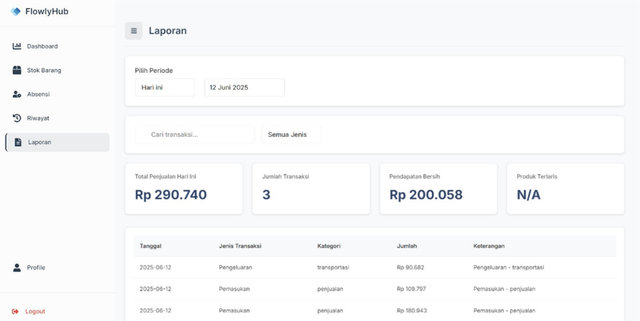 FlowlyHub
Laporan
Dashboard
Stok Barang
Absensi
Riwayat
Laporan
Profile
Logout
Pilih Periode
Hari ini 12 Juni 2025
Cari transaksi... Semua Jenis
Total Penjualan Hari Ini Jumlah Transaksi Pendapatan Bersih Produk Terlaris
Rp 290.740 3 Rp 200.058 N/A
Tanggal Jenis Transaksi Kategori Jumlah Keterangan
2025-06-12 Pengeluaran transportasi Rp 90.682 Pengeluaran - transportasi
2025-06-12 Pemasukan penjualan Rp 109.797 Pemasukan - penjualan
2025-06-12 Pemasukan penjualan Rp 180.943 Pemasukan - penjualan